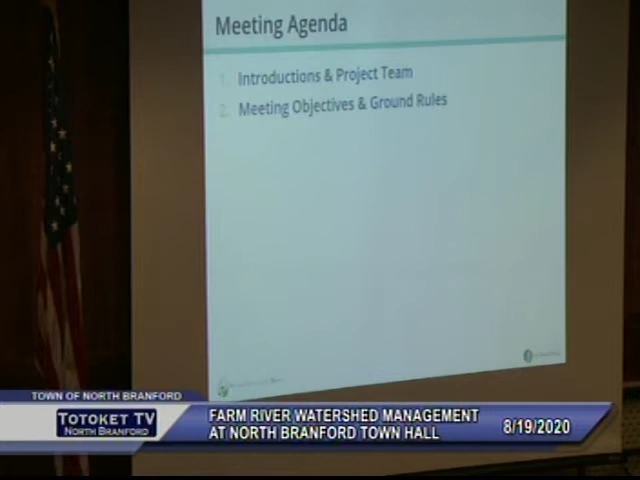 Meeting Agenda
1. Introductions & Project Team
2. Meeting Objectives & Ground Rules
TOWN OF NORTH BRANFORD
TOTOKET TV
NORTH BRANFORD
FARM RIVER WATERSHED MANAGEMENT
AT NORTH BRANFORD TOWN HALL
8/19/2020